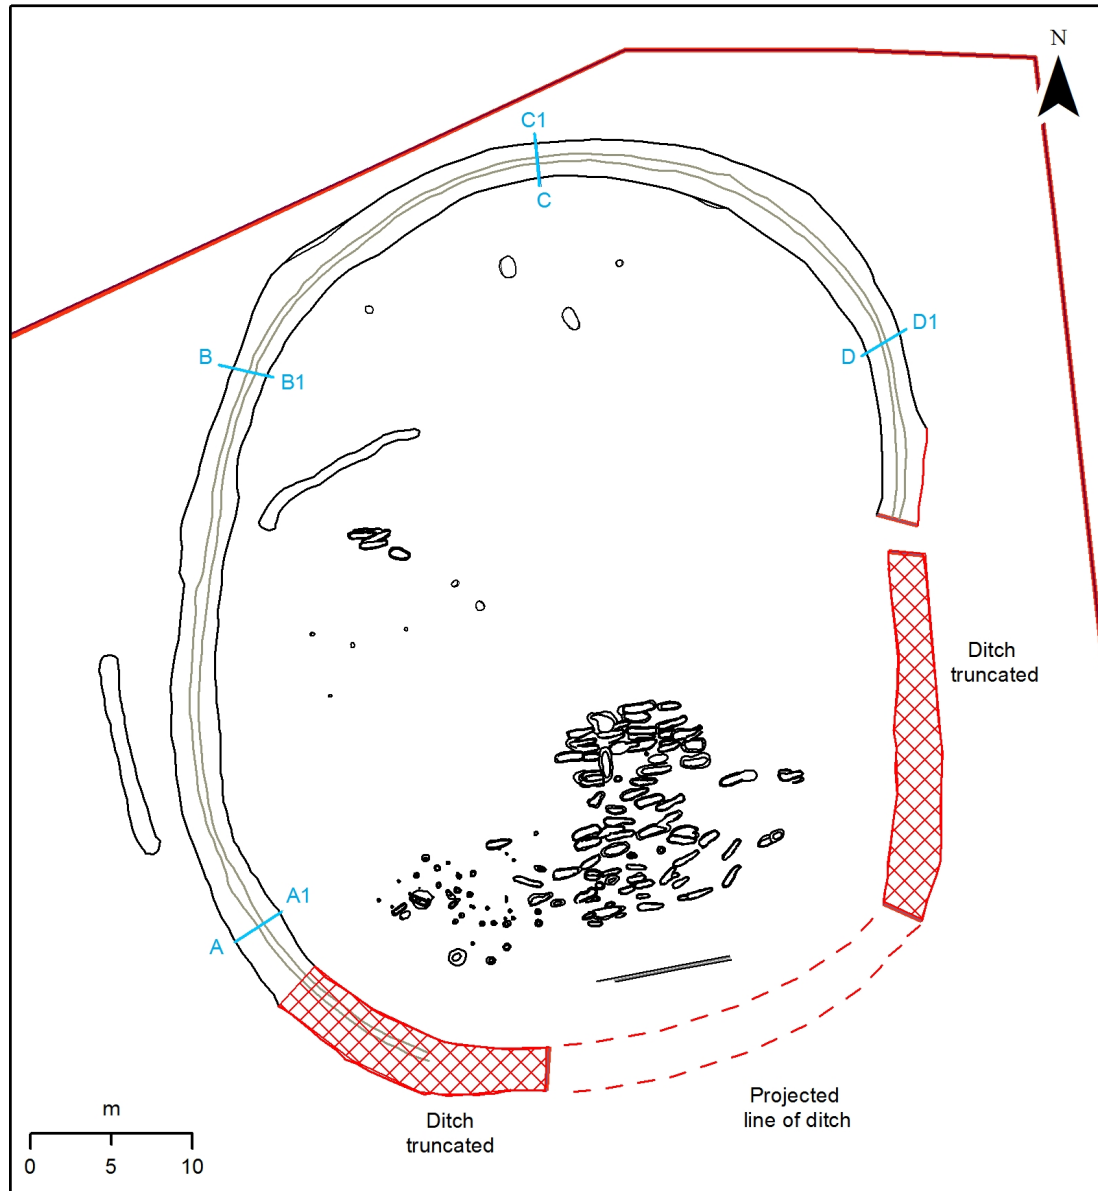 N
C1
C
D1
D
B
B1
Ditch
truncated
A1
A
Projected
line of ditch
Ditch
truncated
m
0 5 10